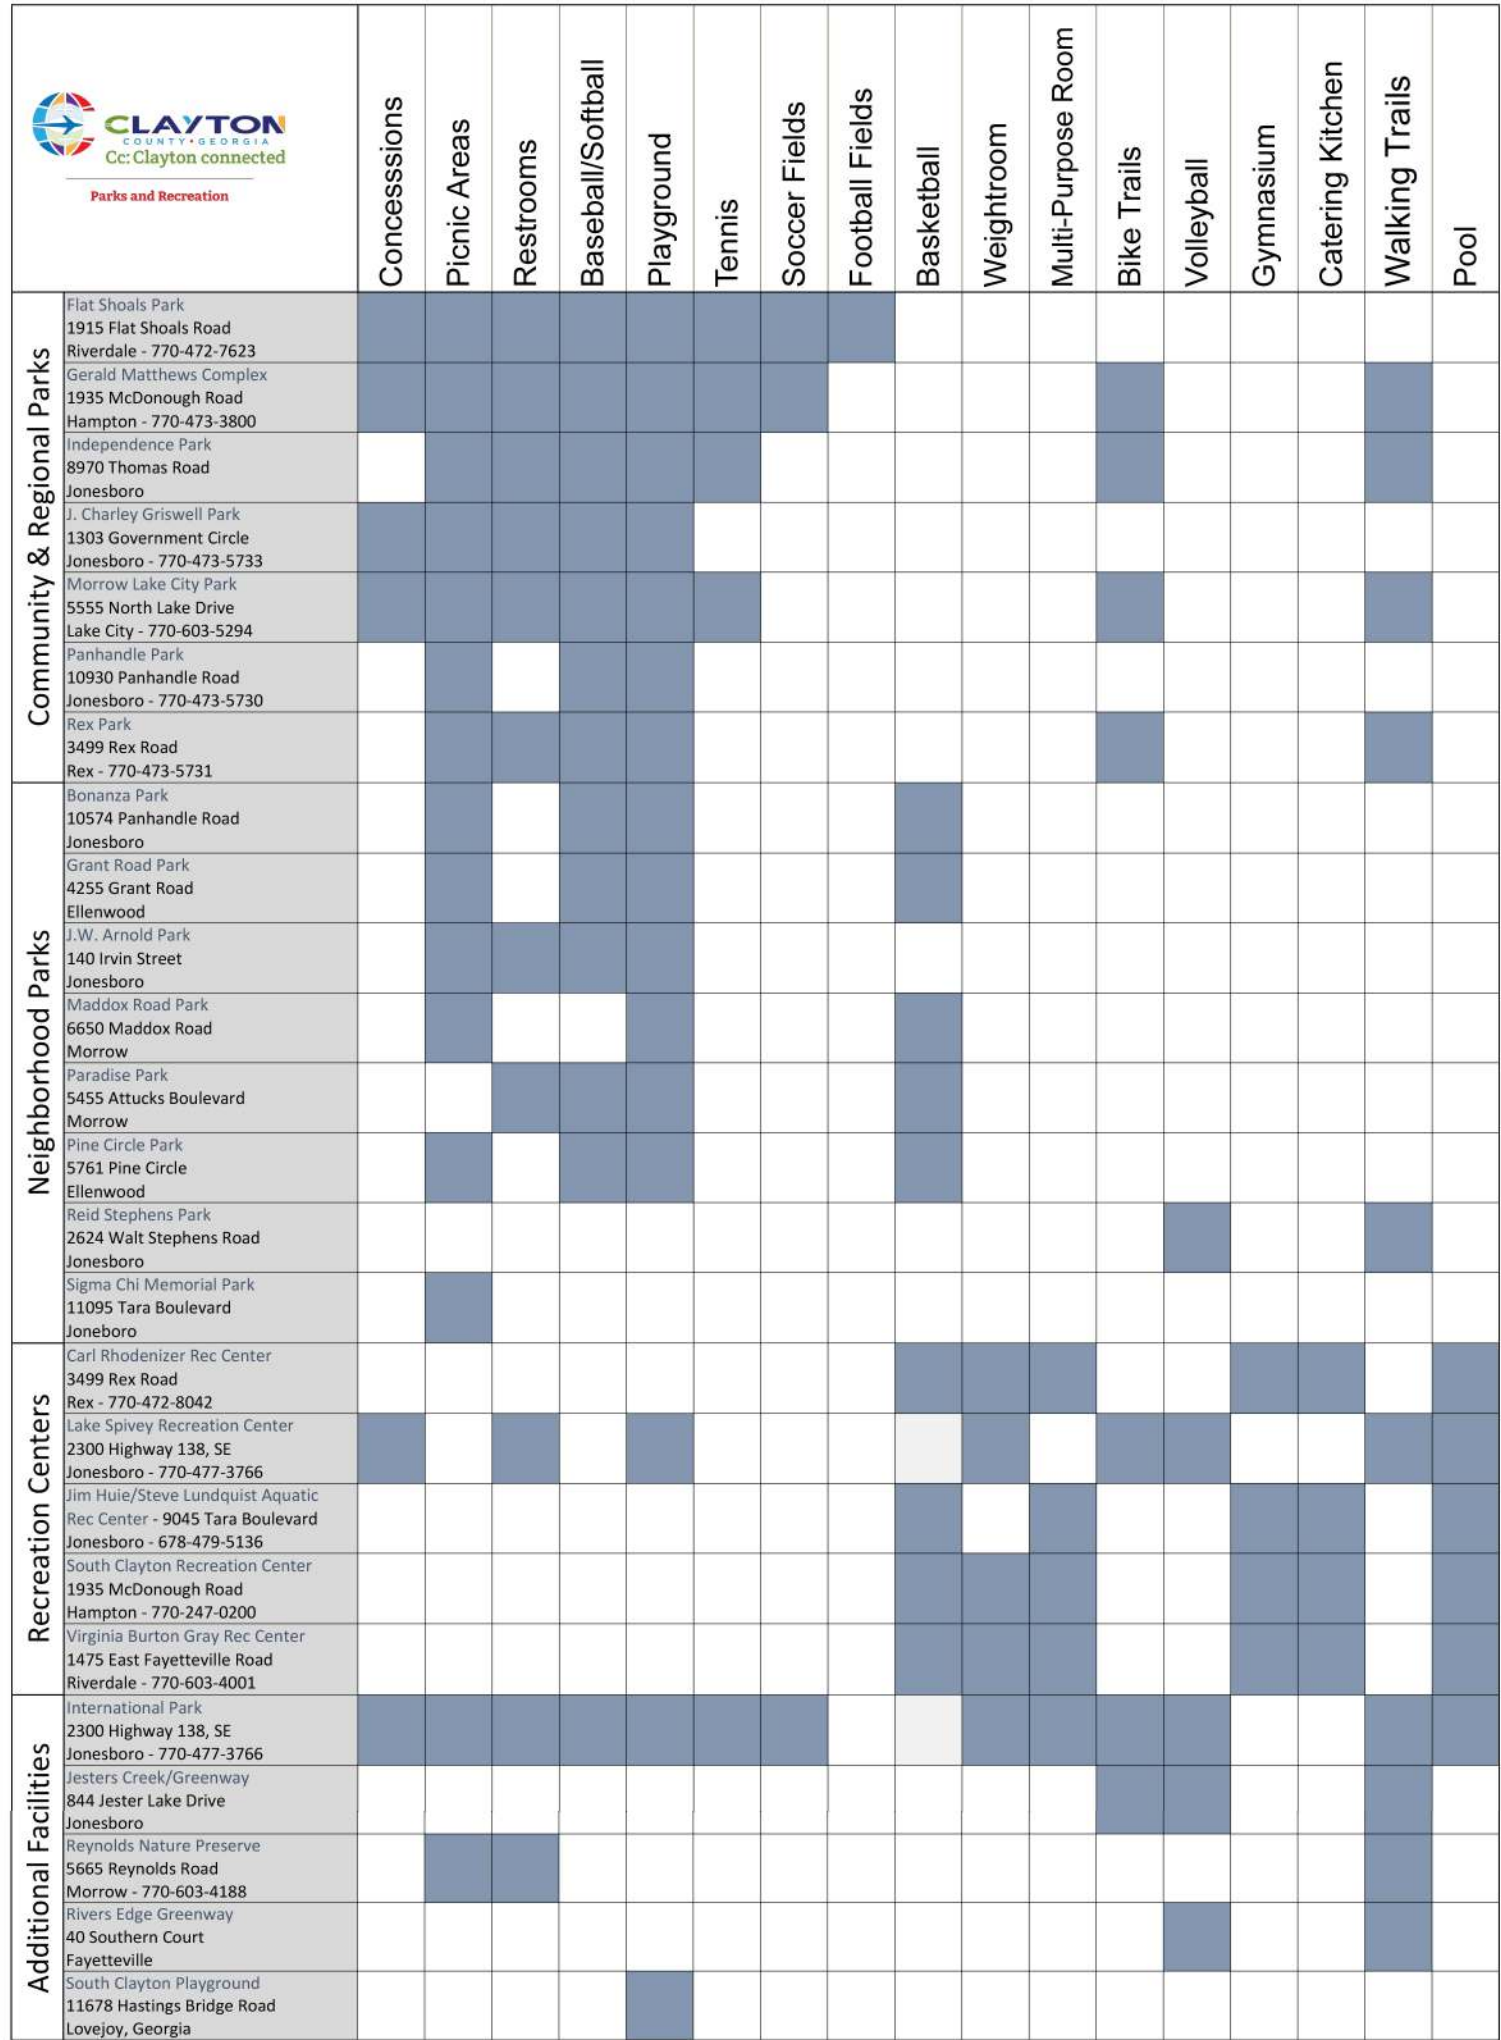 CLAYTON
COUNTY•GEORGIA
Cc: Clayton connected
Parks and Recreation
Concesssions
Picnic Areas
Restrooms
Baseball/Softball
Playground
Tennis
Soccer Fields
Football Fields
Basketball
Weightroom
Multi-Purpose Room
Bike Trails
Volleyball
Gymnasium
Catering Kitchen
Walking Trails
Pool
Community & Regional Parks
Flat Shoals Park
1915 Flat Shoals Road
Riverdale - 770-472-7623
Gerald Matthews Complex
1935 McDonough Road
Hampton - 770-473-3800
Independence Park
8970 Thomas Road
Jonesboro
J. Charley Griswell Park
1303 Government Circle
Jonesboro - 770-473-5733
Morrow Lake City Park
5555 North Lake Drive
Lake City - 770-603-5294
Panhandle Park
10930 Panhandle Road
Jonesboro - 770-473-5730
Rex Park
3499 Rex Road
Rex - 770-473-5731
Neighborhood Parks
Bonanza Park
10574 Panhandle Road
Jonesboro
Grant Road Park
4255 Grant Road
Ellenwood
J.W. Arnold Park
140 Irvin Street
Jonesboro
Maddox Road Park
6650 Maddox Road
Morrow
Paradise Park
5455 Attucks Boulevard
Morrow
Pine Circle Park
5761 Pine Circle
Ellenwood
Reid Stephens Park
2624 Walt Stephens Road
Jonesboro
Sigma Chi Memorial Park
11095 Tara Boulevard
Joneboro
Recreation Centers
Carl Rhodenizer Rec Center
3499 Rex Road
Rex - 770-472-8042
Lake Spivey Recreation Center
2300 Highway 138, SE
Jonesboro - 770-477-3766
Jim Huie/Steve Lundquist Aquatic
Rec Center - 9045 Tara Boulevard
Jonesboro - 678-479-5136
South Clayton Recreation Center
1935 McDonough Road
Hampton - 770-247-0200
Virginia Burton Gray Rec Center
1475 East Fayetteville Road
Riverdale - 770-603-4001
Additional Facilities
International Park
2300 Highway 138, SE
Jonesboro - 770-477-3766
Jesters Creek/Greenway
844 Jester Lake Drive
Jonesboro
Reynolds Nature Preserve
5665 Reynolds Road
Morrow - 770-603-4188
Rivers Edge Greenway
40 Southern Court
Fayetteville
South Clayton Playground
11678 Hastings Bridge Road
Lovejoy, Georgia